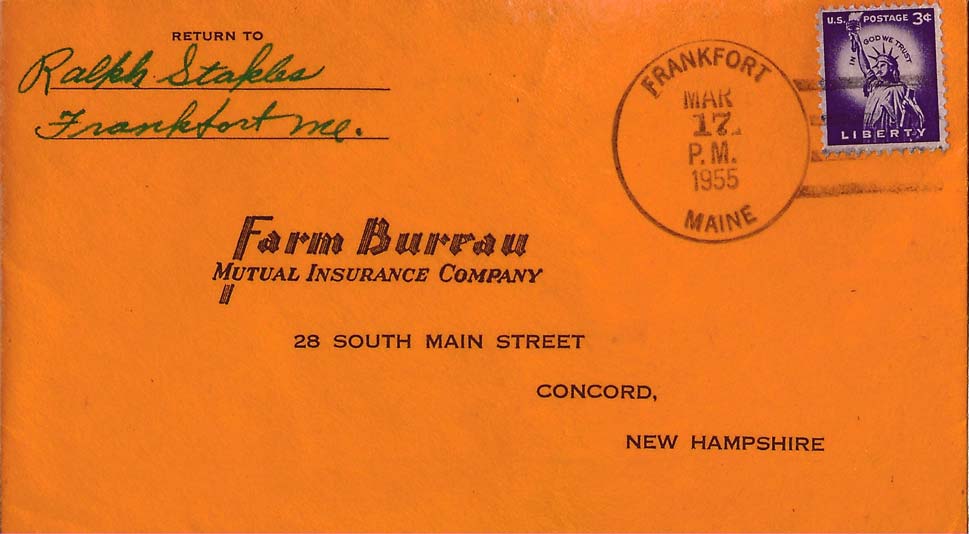 RETURN TO
Ralph Staples
Frankfort Me.
FRANKFORT
MAR
17
P.M.
1955
MAINE
U.S. POSTAGE 3¢
IN GOD WE TRUST
LIBERTY
Farm Bureau
MUTUAL INSURANCE COMPANY
28 SOUTH MAIN STREET
CONCORD,
NEW HAMPSHIRE